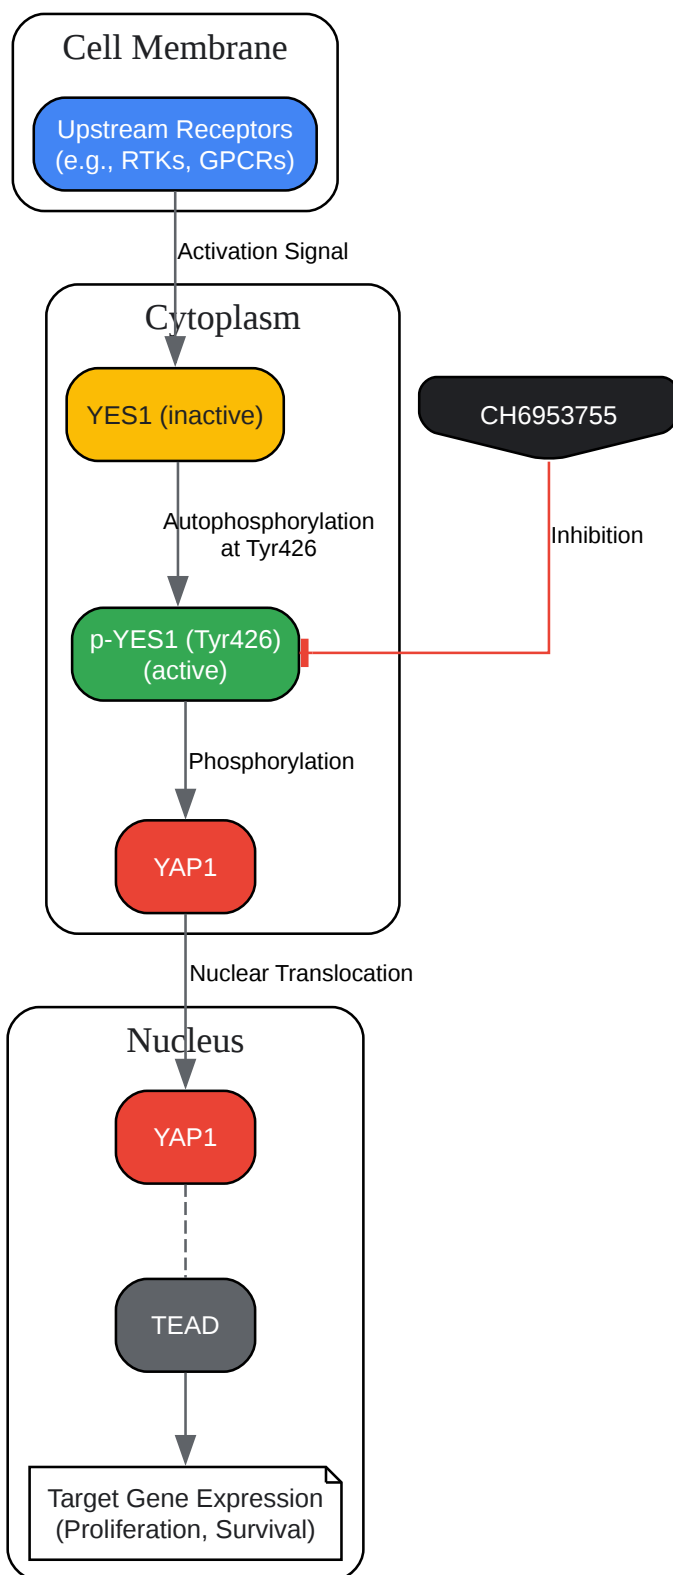 Cell Membrane
Upstream Receptors
(e.g., RTKs, GPCRs)
Activation Signal
Cytoplasm
YES1 (inactive)
CH6953755
Autophosphorylation
at Tyr426
Inhibition
p-YES1 (Tyr426)
(active)
Phosphorylation
YAP1
Nuclear Translocation
Nucleus
YAP1
TEAD
Target Gene Expression
(Proliferation, Survival)